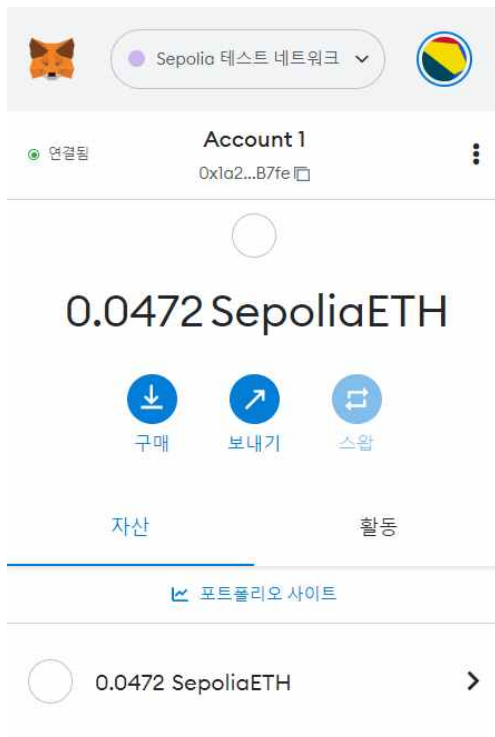 Sepolia 테스트 네트워크
연결됨
Account 1
0x1a2...B7fe
0.0472 SepoliaETH
구매
보내기
스왑
자산
활동
포트폴리오 사이트
0.0472 SepoliaETH